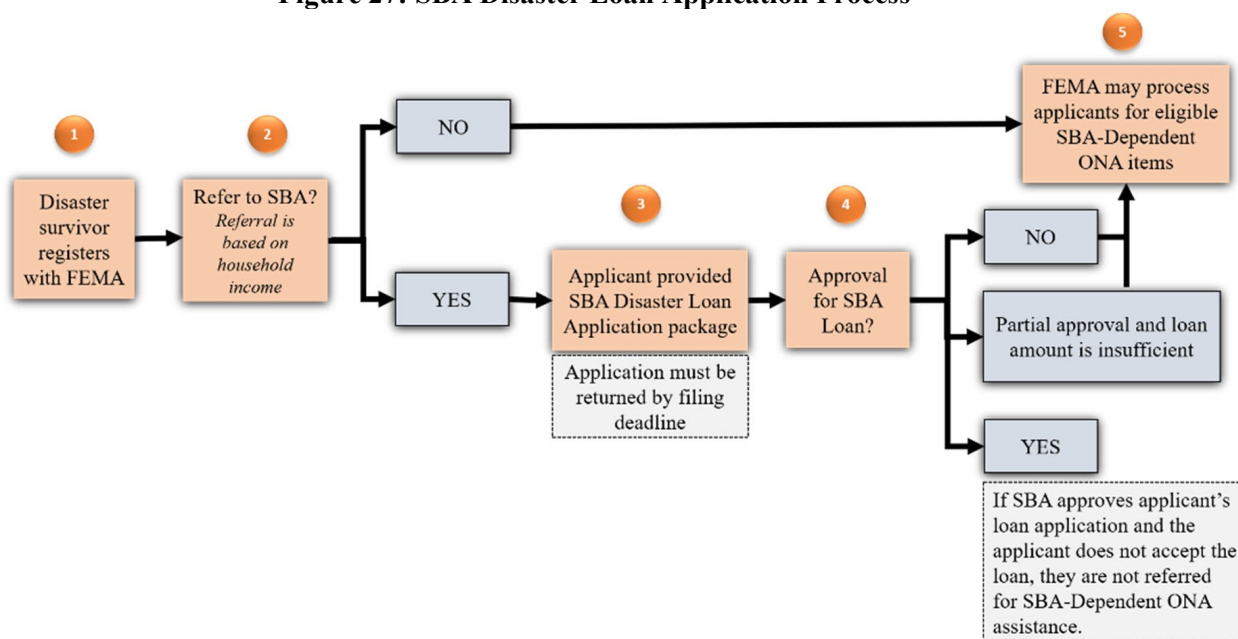 Figure 27: SBA Disaster Loan Application Process
1
Disaster
survivor
registers
with FEMA
2
Refer to SBA?
Referral is
based on
household
income
NO
YES
3
Applicant provided
SBA Disaster Loan
Application package
Application must be
returned by filing
deadline
4
Approval
for SBA
Loan?
NO
Partial approval and loan
amount is insufficient
YES
If SBA approves applicant’s
loan application and the
applicant does not accept the
loan, they are not referred
for SBA-Dependent ONA
assistance.
5
FEMA may process
applicants for eligible
SBA-Dependent
ONA items